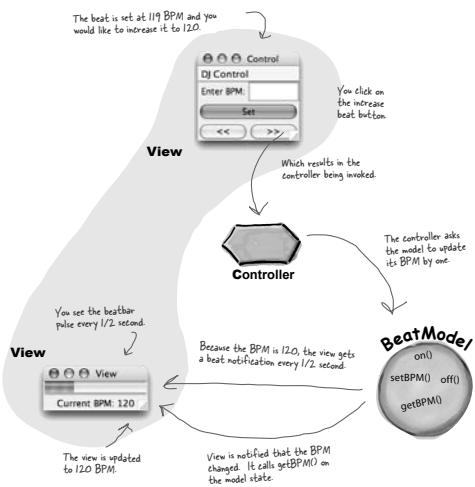 The beat is set at 119 BPM and you
would like to increase it to 120.
Control
DJ Control
Enter BPM:
Set
<<
>>
You click on
the increase
beat button.
View
Which results in the
controller being invoked.
Controller
The controller asks
the model to update
its BPM by one.
You see the beatbar
pulse every 1/2 second.
View
View
Current BPM: 120
Because the BPM is 120, the view gets
a beat notification every 1/2 second.
BeatModel
on()
setBPM() off()
getBPM()
The view is updated
to 120 BPM.
View is notified that the BPM
changed. It calls getBPM() on
the model state.